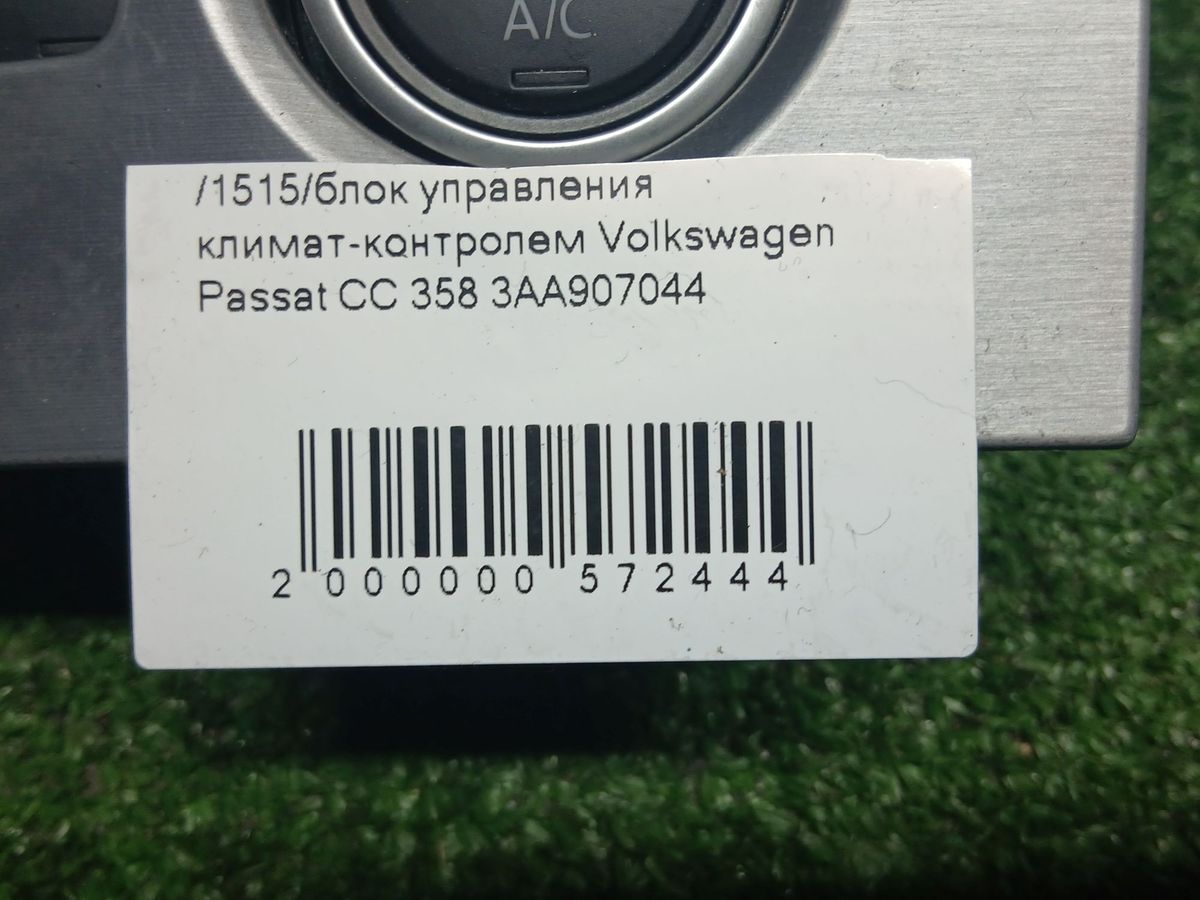 A/C
/1515/блок управления
климат-контролем Volkswagen
Passat CC 358 3AA907044
2 000000 572444